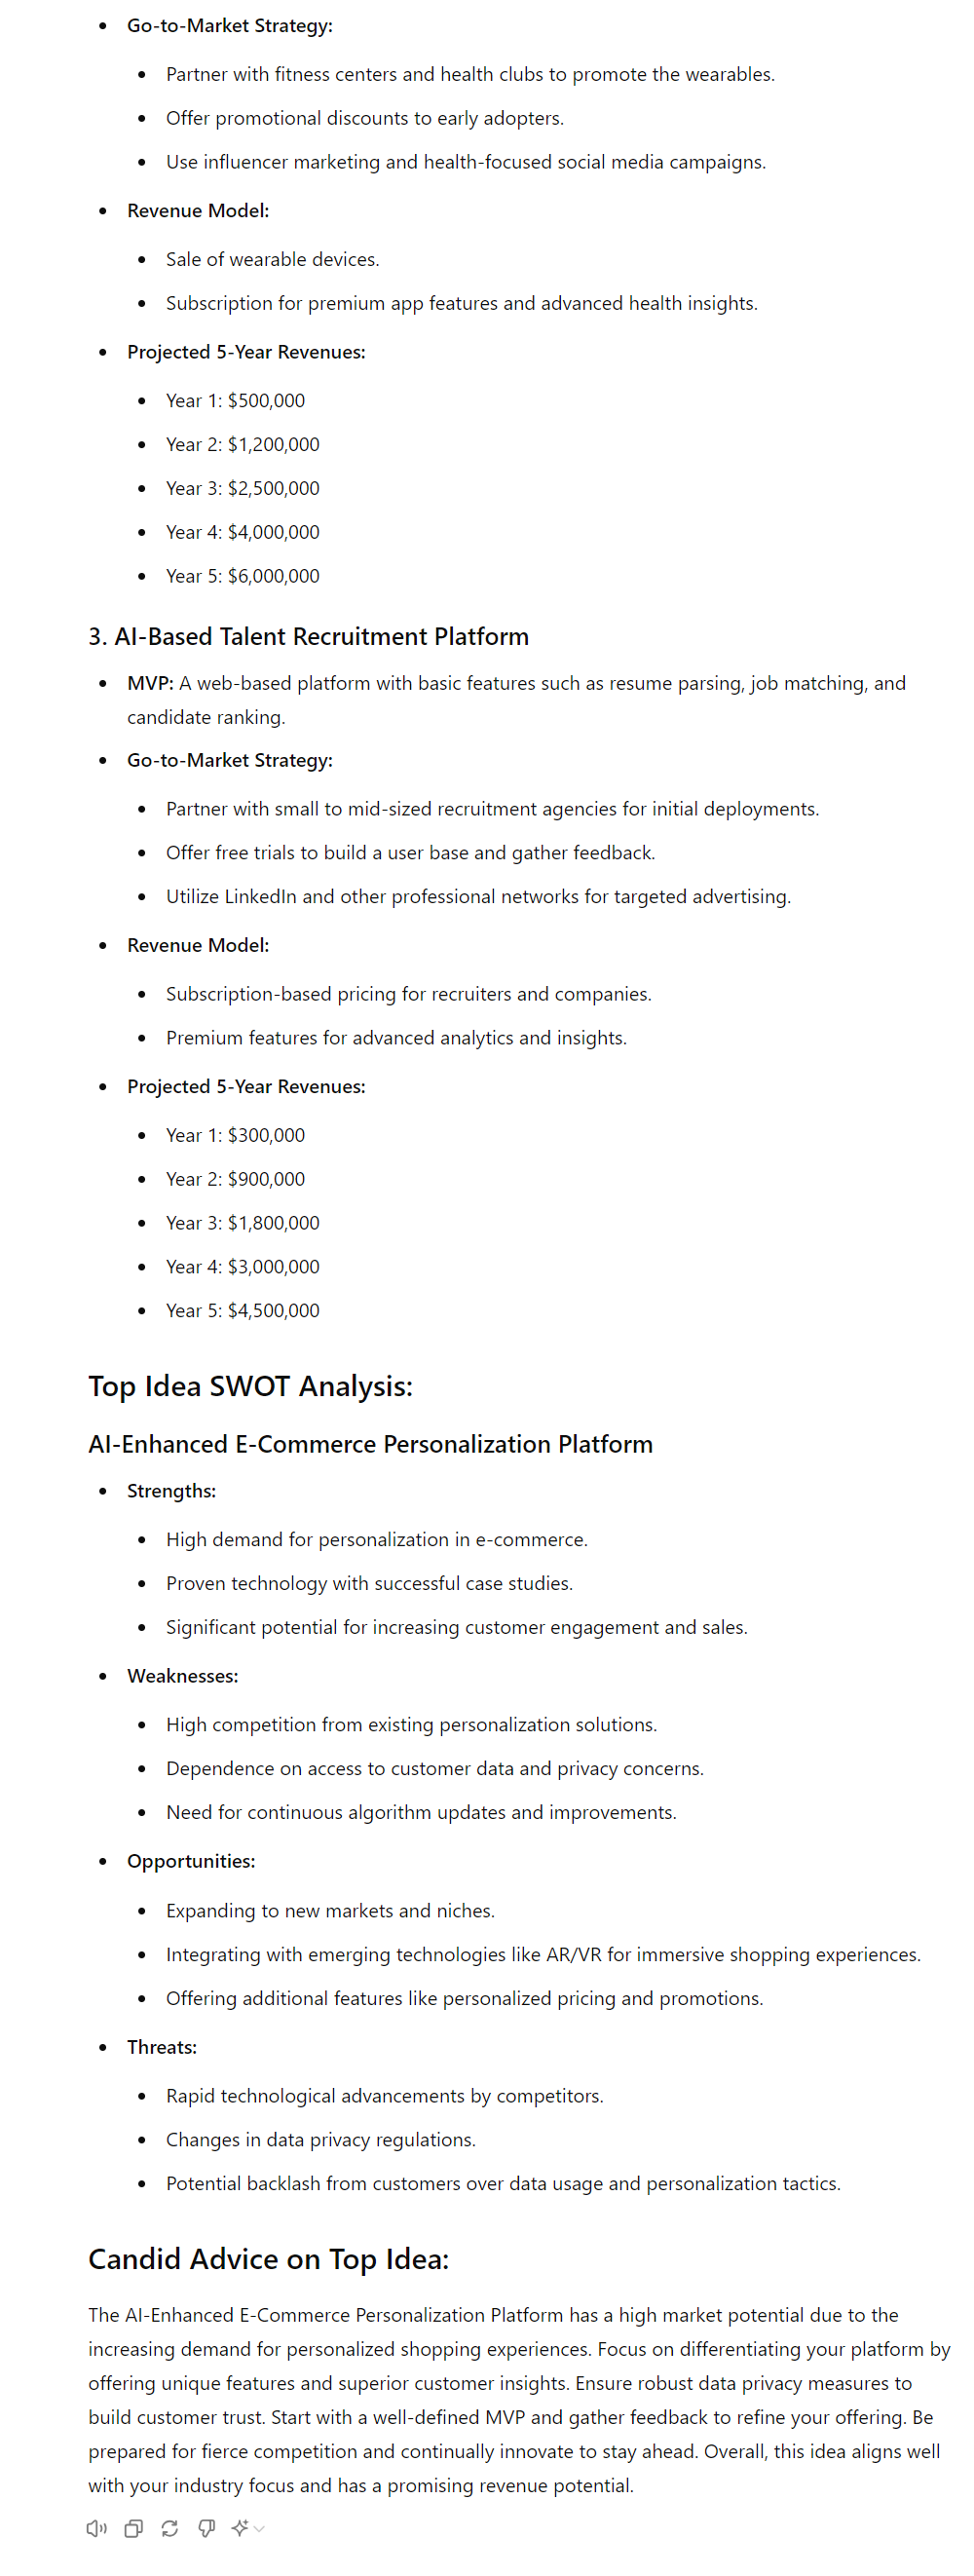 Go-to-Market Strategy:
Partner with fitness centers and health clubs to promote the wearables.
Offer promotional discounts to early adopters.
Use influencer marketing and health-focused social media campaigns.
Revenue Model:
Sale of wearable devices.
Subscription for premium app features and advanced health insights.
Projected 5-Year Revenues:
Year 1: $500,000
Year 2: $1,200,000
Year 3: $2,500,000
Year 4: $4,000,000
Year 5: $6,000,000
3. AI-Based Talent Recruitment Platform
MVP: A web-based platform with basic features such as resume parsing, job matching, and
candidate ranking.
Go-to-Market Strategy:
Partner with small to mid-sized recruitment agencies for initial deployments.
Offer free trials to build a user base and gather feedback.
Utilize LinkedIn and other professional networks for targeted advertising.
Revenue Model:
Subscription-based pricing for recruiters and companies.
Premium features for advanced analytics and insights.
Projected 5-Year Revenues:
Year 1: $300,000
Year 2: $900,000
Year 3: $1,800,000
Year 4: $3,000,000
Year 5: $4,500,000
Top Idea SWOT Analysis:
AI-Enhanced E-Commerce Personalization Platform
Strengths:
High demand for personalization in e-commerce.
Proven technology with successful case studies.
Significant potential for increasing customer engagement and sales.
Weaknesses:
High competition from existing personalization solutions.
Dependence on access to customer data and privacy concerns.
Need for continuous algorithm updates and improvements.
Opportunities:
Expanding to new markets and niches.
Integrating with emerging technologies like AR/VR for immersive shopping experiences.
Offering additional features like personalized pricing and promotions.
Threats:
Rapid technological advancements by competitors.
Changes in data privacy regulations.
Potential backlash from customers over data usage and personalization tactics.
Candid Advice on Top Idea:
The AI-Enhanced E-Commerce Personalization Platform has a high market potential due to the
increasing demand for personalized shopping experiences. Focus on differentiating your platform by
offering unique features and superior customer insights. Ensure robust data privacy measures to
build customer trust. Start with a well-defined MVP and gather feedback to refine your offering. Be
prepared for fierce competition and continually innovate to stay ahead. Overall, this idea aligns well
with your industry focus and has a promising revenue potential.